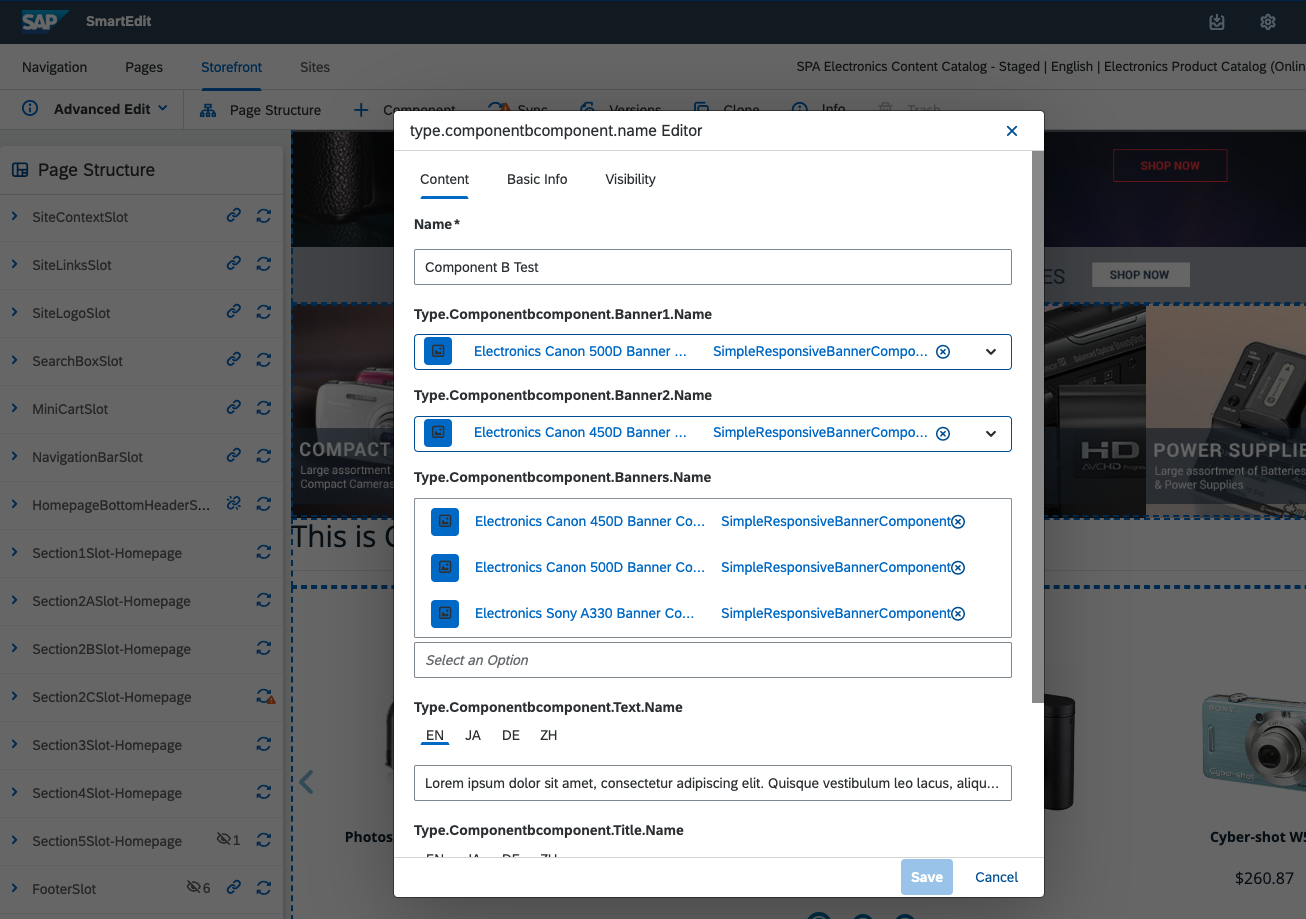 SAP SmartEdit
Navigation Pages Storefront Sites
SPA Electronics Content Catalog - Staged | English | Electronics Product Catalog (Onlin
Advanced Edit Page Structure Component Sync Versions Clone Info Trash
type.componentbcomponent.name Editor
Page Structure
SiteContextSlot
SiteLinksSlot
SiteLogoSlot
SearchBoxSlot
MiniCartSlot
NavigationBarSlot
HomepageBottomHeaderS...
Section1Slot-Homepage
Section2ASlot-Homepage
Section2BSlot-Homepage
Section2CSlot-Homepage
Section3Slot-Homepage
Section4Slot-Homepage
Section5Slot-Homepage 1
FooterSlot 6
Content Basic Info Visibility
Name*
Component B Test
Type.Componentbcomponent.Banner1.Name
Electronics Canon 500D Banner ... SimpleResponsiveBannerCompo...
Type.Componentbcomponent.Banner2.Name
Electronics Canon 450D Banner ... SimpleResponsiveBannerCompo...
Type.Componentbcomponent.Banners.Name
Electronics Canon 450D Banner Co... SimpleResponsiveBannerComponent
Electronics Canon 500D Banner Co... SimpleResponsiveBannerComponent
Electronics Sony A330 Banner Co... SimpleResponsiveBannerComponent
Select an Option
Type.Componentbcomponent.Text.Name
EN JA DE ZH
Lorem ipsum dolor sit amet, consectetur adipiscing elit. Quisque vestibulum leo lacus, aliqu...
Type.Componentbcomponent.Title.Name
EN JA DE ZH
Save Cancel
SHOP NOW
ES SHOP NOW
COMPACT
Large assortment
Compact Cameras
HD
AVCHD Progres
POWER SUPPLIE
Large assortment of Batteries
& Power Supplies
This is C
SONY
Cyber-shot
Photos
Cyber-shot W5
$260.87